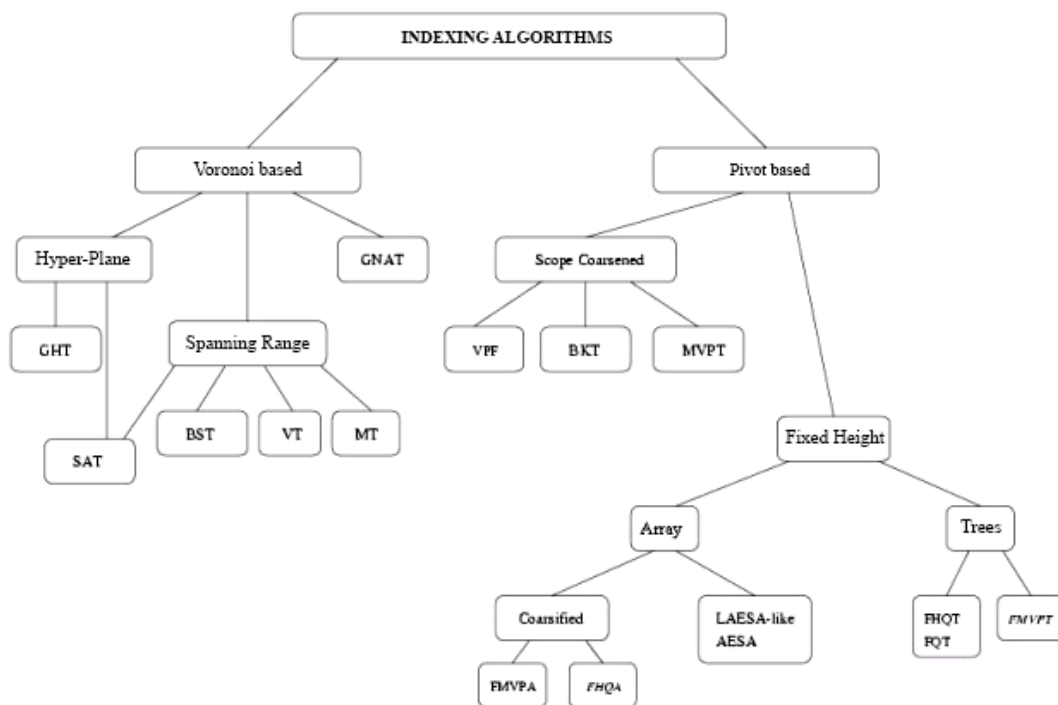 INDEXING ALGORITHMS
Voronoi based
Pivot based
Hyper-Plane
GNAT
Scope Coarsened
GHT
Spanning Range
VPF
BKT
MVPT
SAT
BST
VT
MT
Fixed Height
Array
Trees
Coarsified
LAESA-like
AESA
FHQT
FQT
FMVPT
FMVPA
FHQA